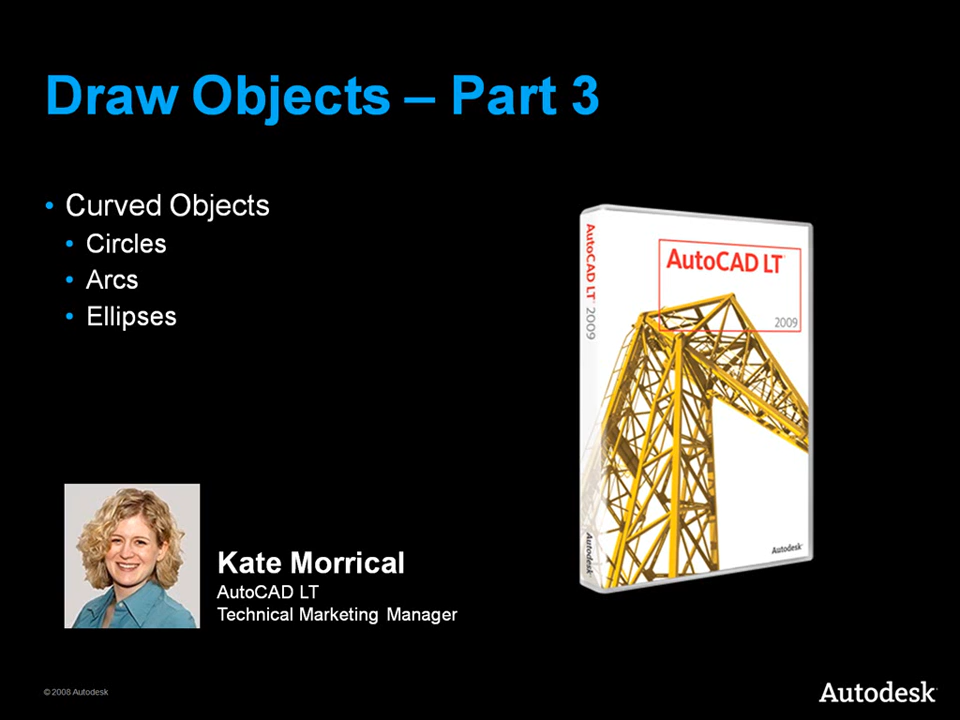 Draw Objects – Part 3
• Curved Objects
• Circles
• Arcs
• Ellipses
AutoCAD LT 2009
AutoCAD LT
2009
Autodesk
Autodesk
Kate Morrical
AutoCAD LT
Technical Marketing Manager
© 2008 Autodesk
Autodesk